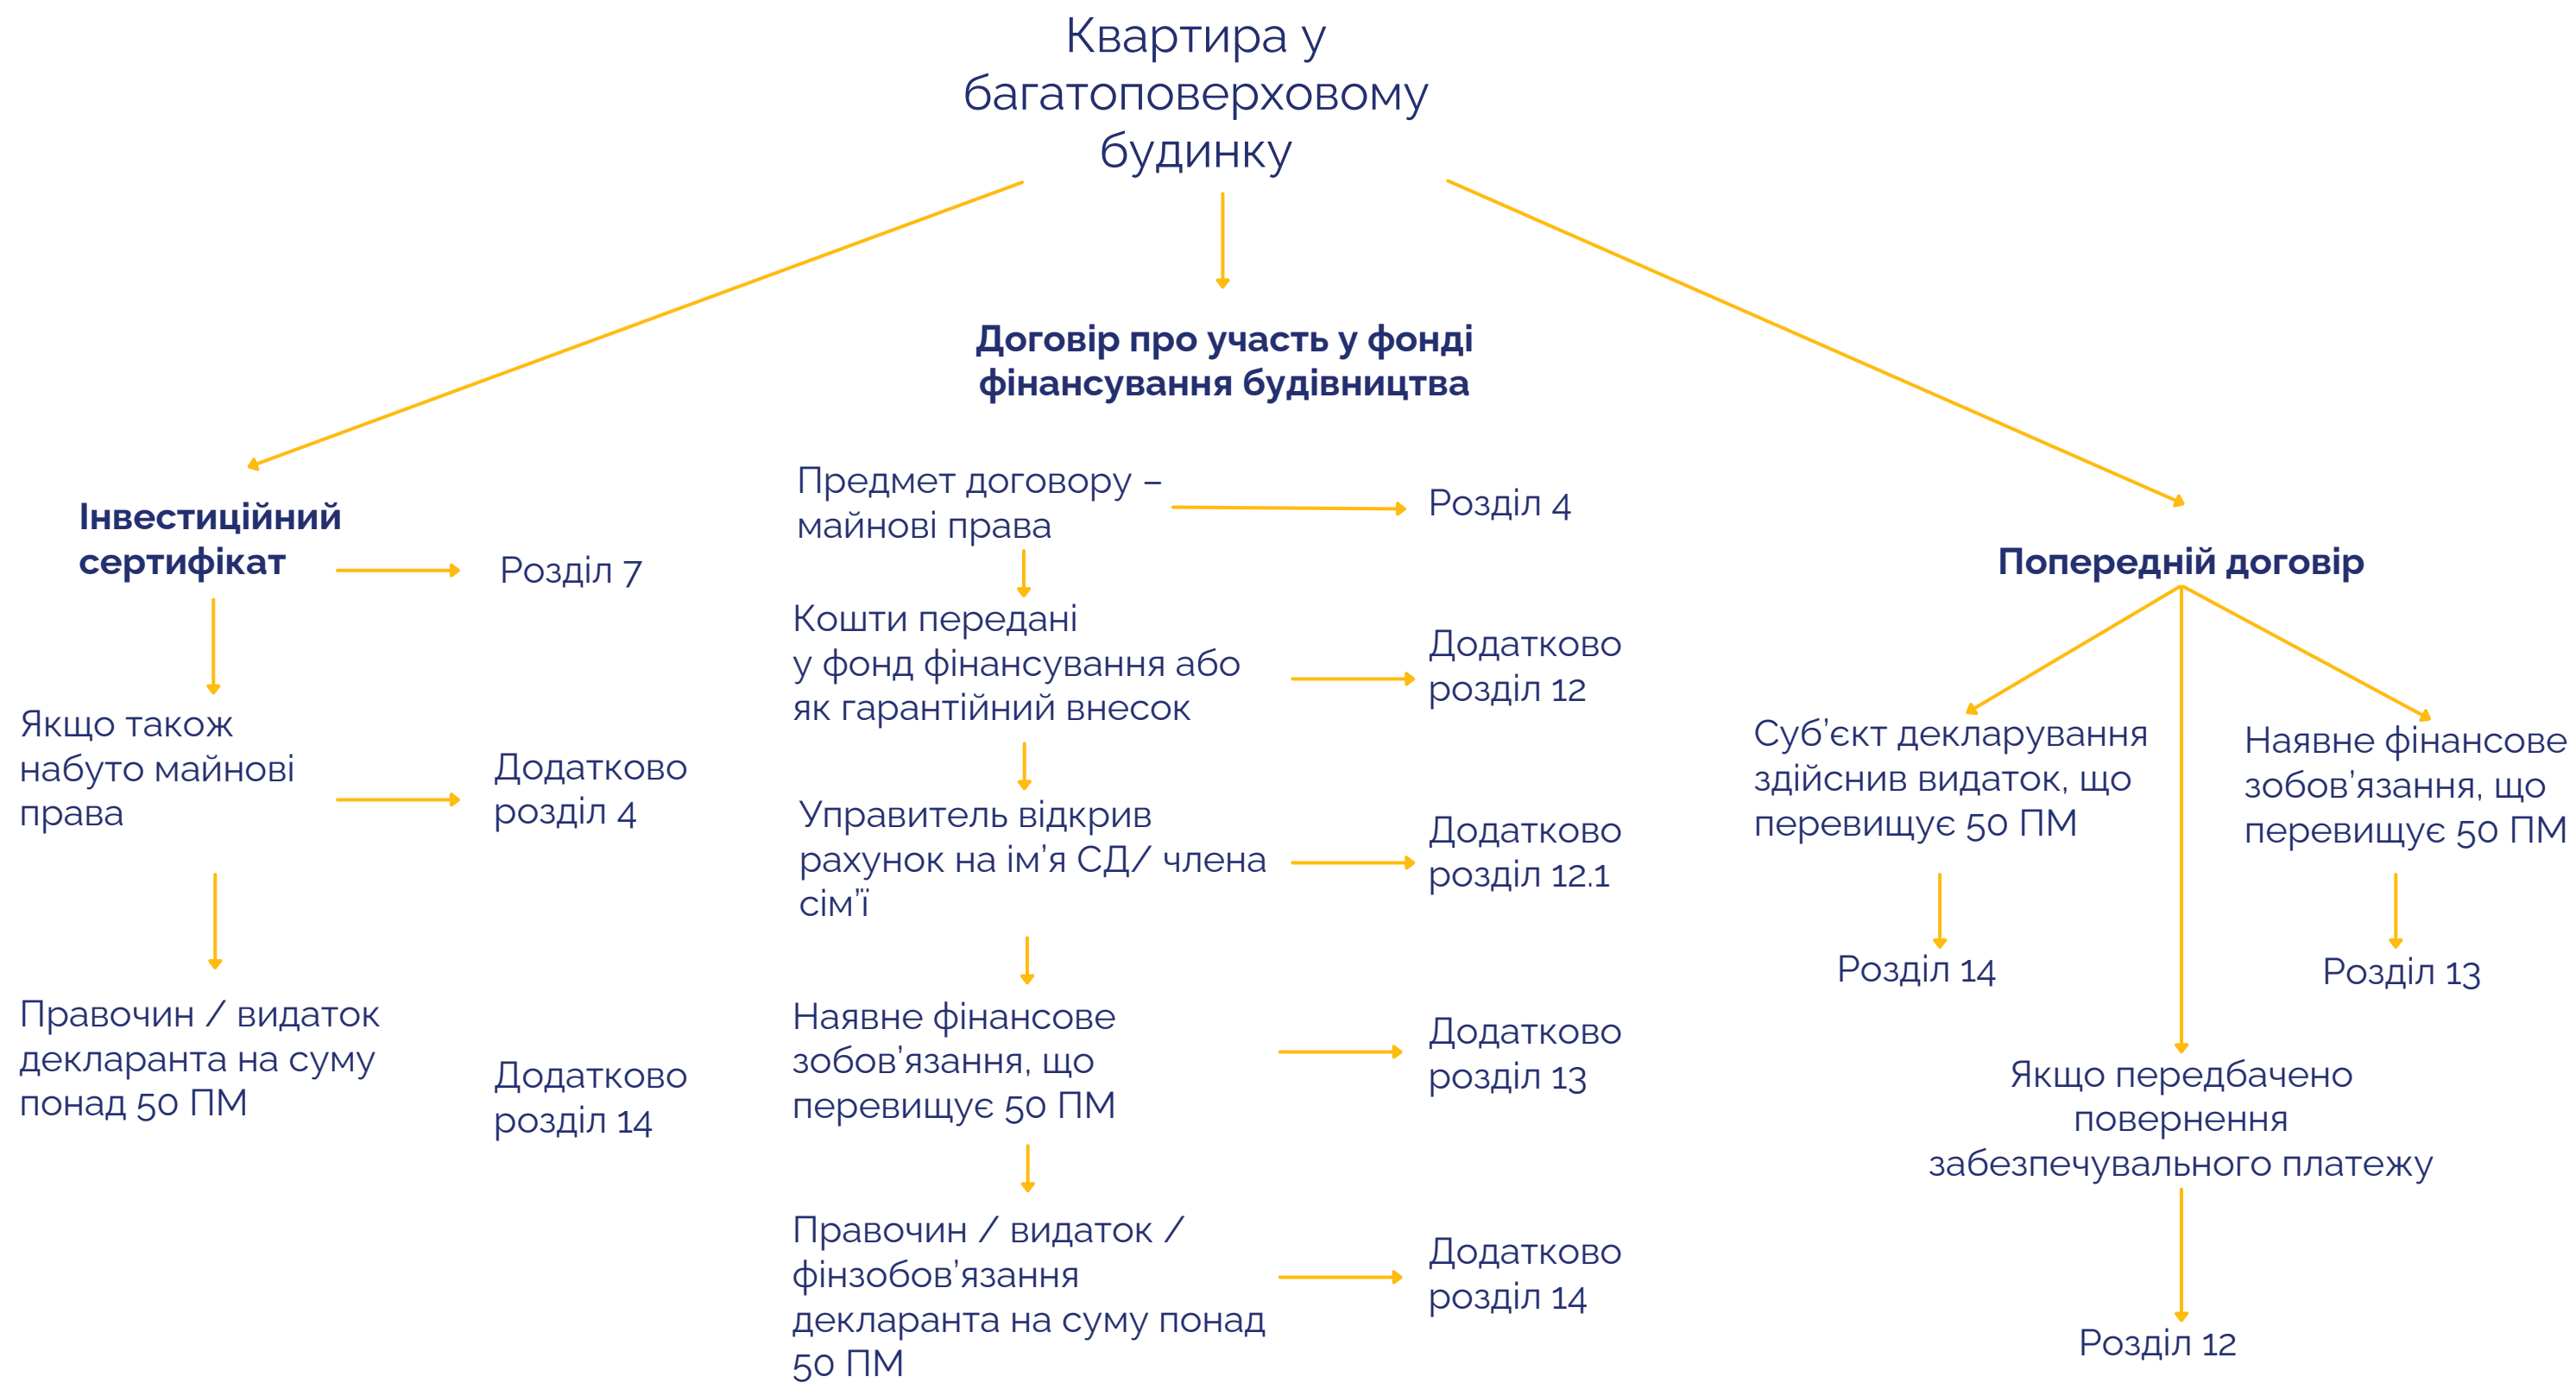 Квартира у
багатоповерховому
будинку
Інвестиційний
сертифікат
Розділ 7
Якщо також
набуто майнові
права
Додатково
розділ 4
Правочин / видаток
декларанта на суму
понад 50 ПМ
Додатково
розділ 14
Договір про участь у фонді
фінансування будівництва
Предмет договору –
майнові права
Розділ 4
Кошти передані
у фонд фінансування або
як гарантійний внесок
Додатково
розділ 12
Управитель відкрив
рахунок на ім’я СД/ члена
сім’ї
Додатково
розділ 12.1
Наявне фінансове
зобов’язання, що
перевищує 50 ПМ
Додатково
розділ 13
Правочин / видаток /
фінзобов’язання
декларанта на суму понад
50 ПМ
Додатково
розділ 14
Попередній договір
Суб’єкт декларування
здійснив видаток, що
перевищує 50 ПМ
Розділ 14
Наявне фінансове
зобов’язання, що
перевищує 50 ПМ
Розділ 13
Якщо передбачено
повернення
забезпечувального платежу
Розділ 12